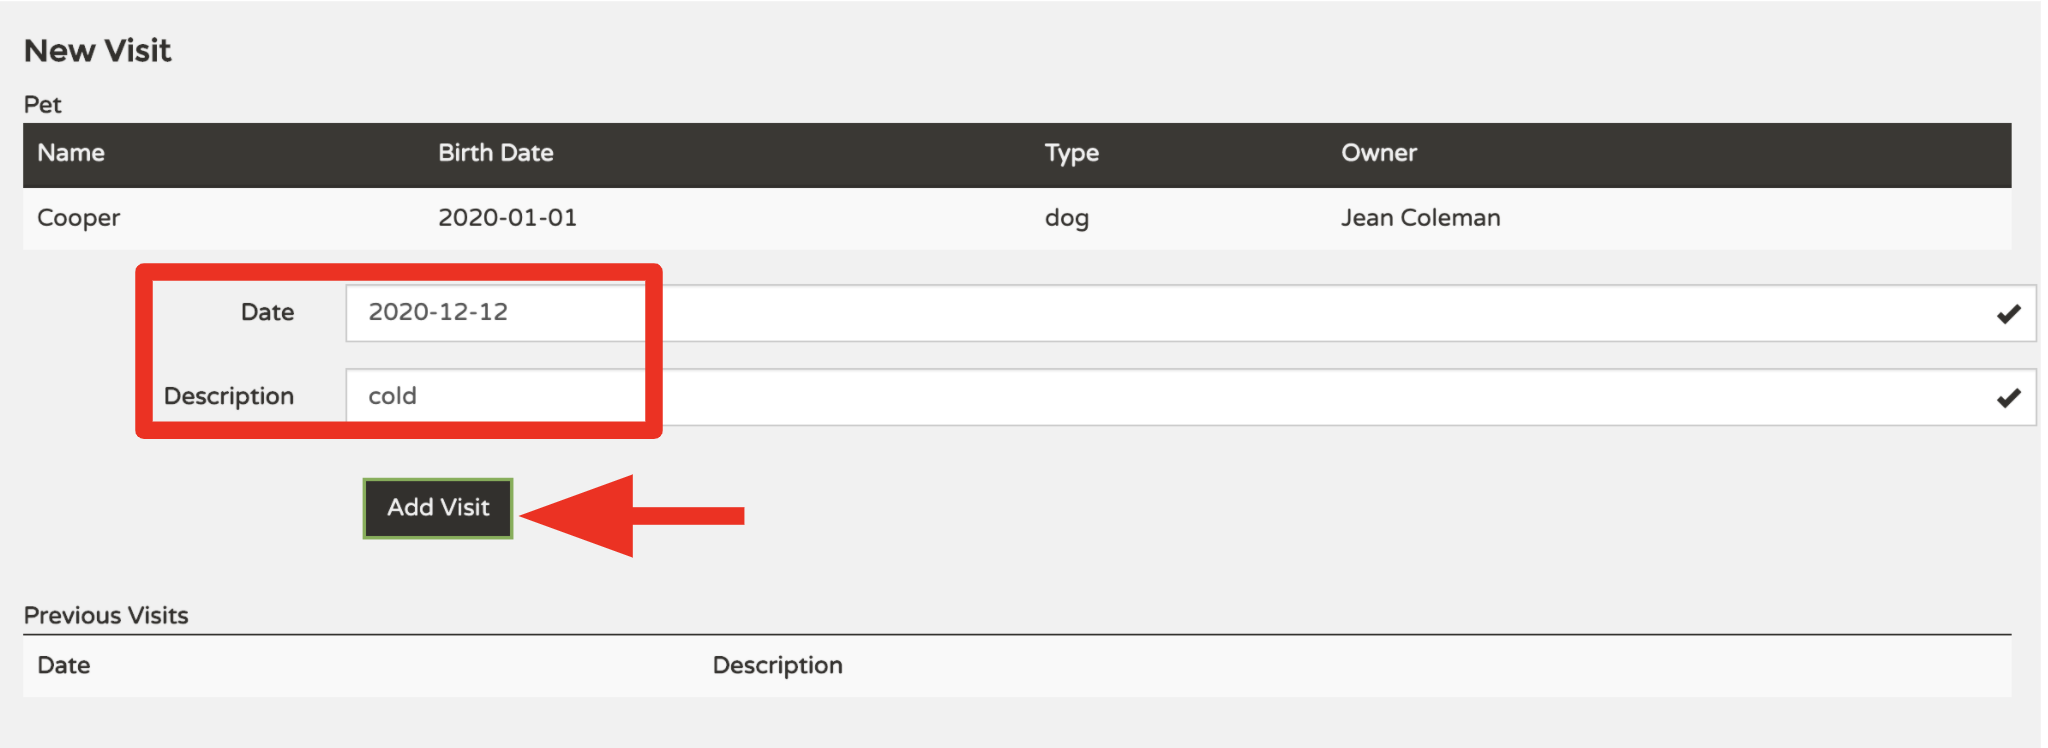 New Visit
Pet
Name Birth Date Type Owner
Cooper 2020-01-01 dog Jean Coleman
Date 2020-12-12
Description cold
Add Visit
Previous Visits
Date Description